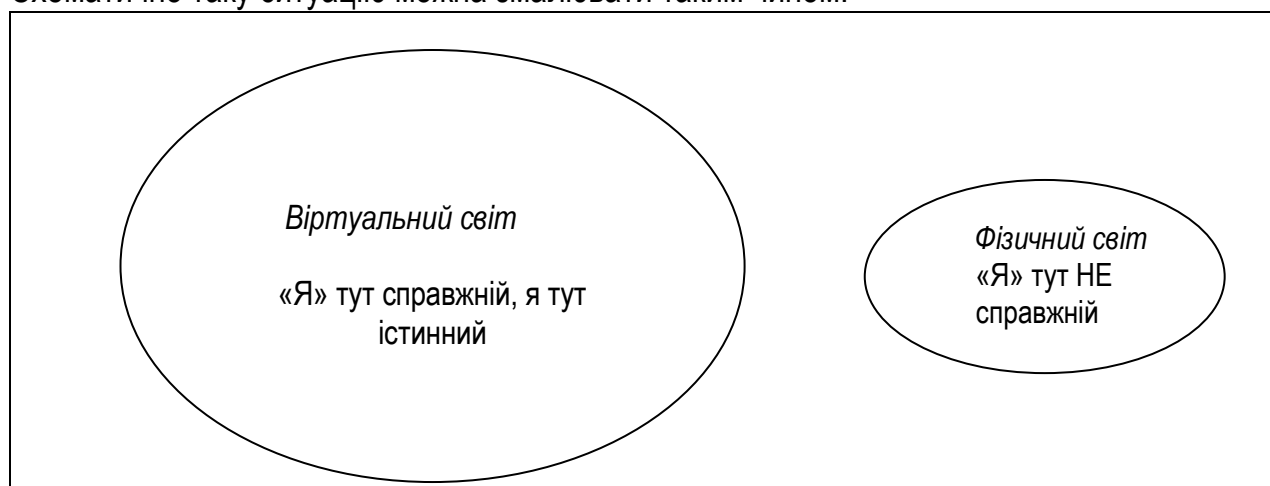 Схематично таку ситуацію можна змалювати таким чином:
Віртуальний світ
«Я» тут справжній, я тут
істинний
Фізичний світ
«Я» тут НЕ
справжній